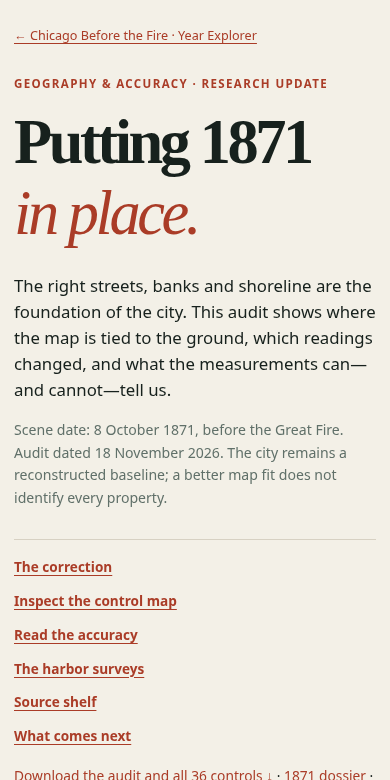 ← Chicago Before the Fire · Year Explorer
GEOGRAPHY & ACCURACY · RESEARCH UPDATE
Putting 1871
in place.
The right streets, banks and shoreline are the
foundation of the city. This audit shows where
the map is tied to the ground, which readings
changed, and what the measurements can—
and cannot—tell us.
Scene date: 8 October 1871, before the Great Fire.
Audit dated 18 November 2026. The city remains a
reconstructed baseline; a better map fit does not
identify every property.
The correction
Inspect the control map
Read the accuracy
The harbor surveys
Source shelf
What comes next
Download the audit and all 36 controls ↓ · 1871 dossier ·